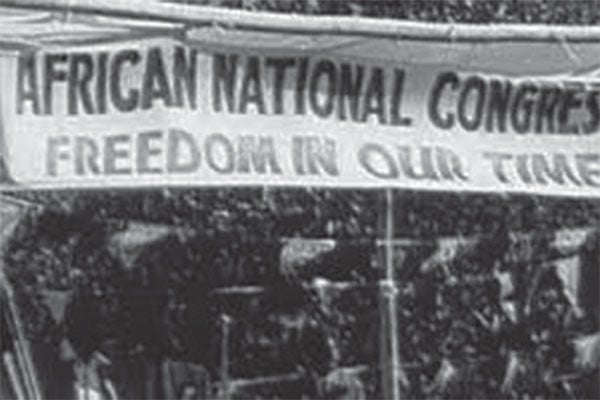 AFRICAN NATIONAL CONGRES
FREEDOM IN OUR TIME